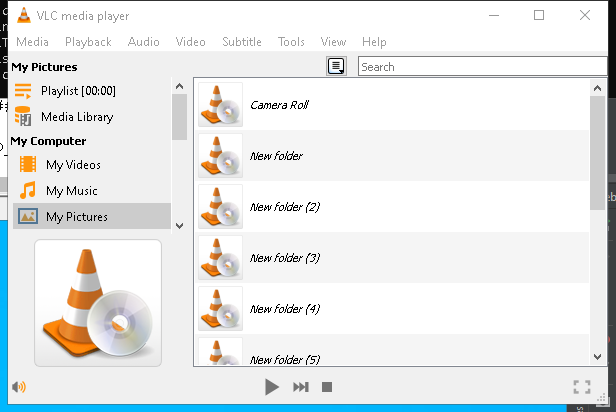 VLC media player
Media Playback Audio Video Subtitle Tools View Help
My Pictures
Search
Playlist [00:00]
Media Library
My Computer
My Videos
My Music
My Pictures
Camera Roll
New folder
New folder (2)
New folder (3)
New folder (4)
New folder (5)